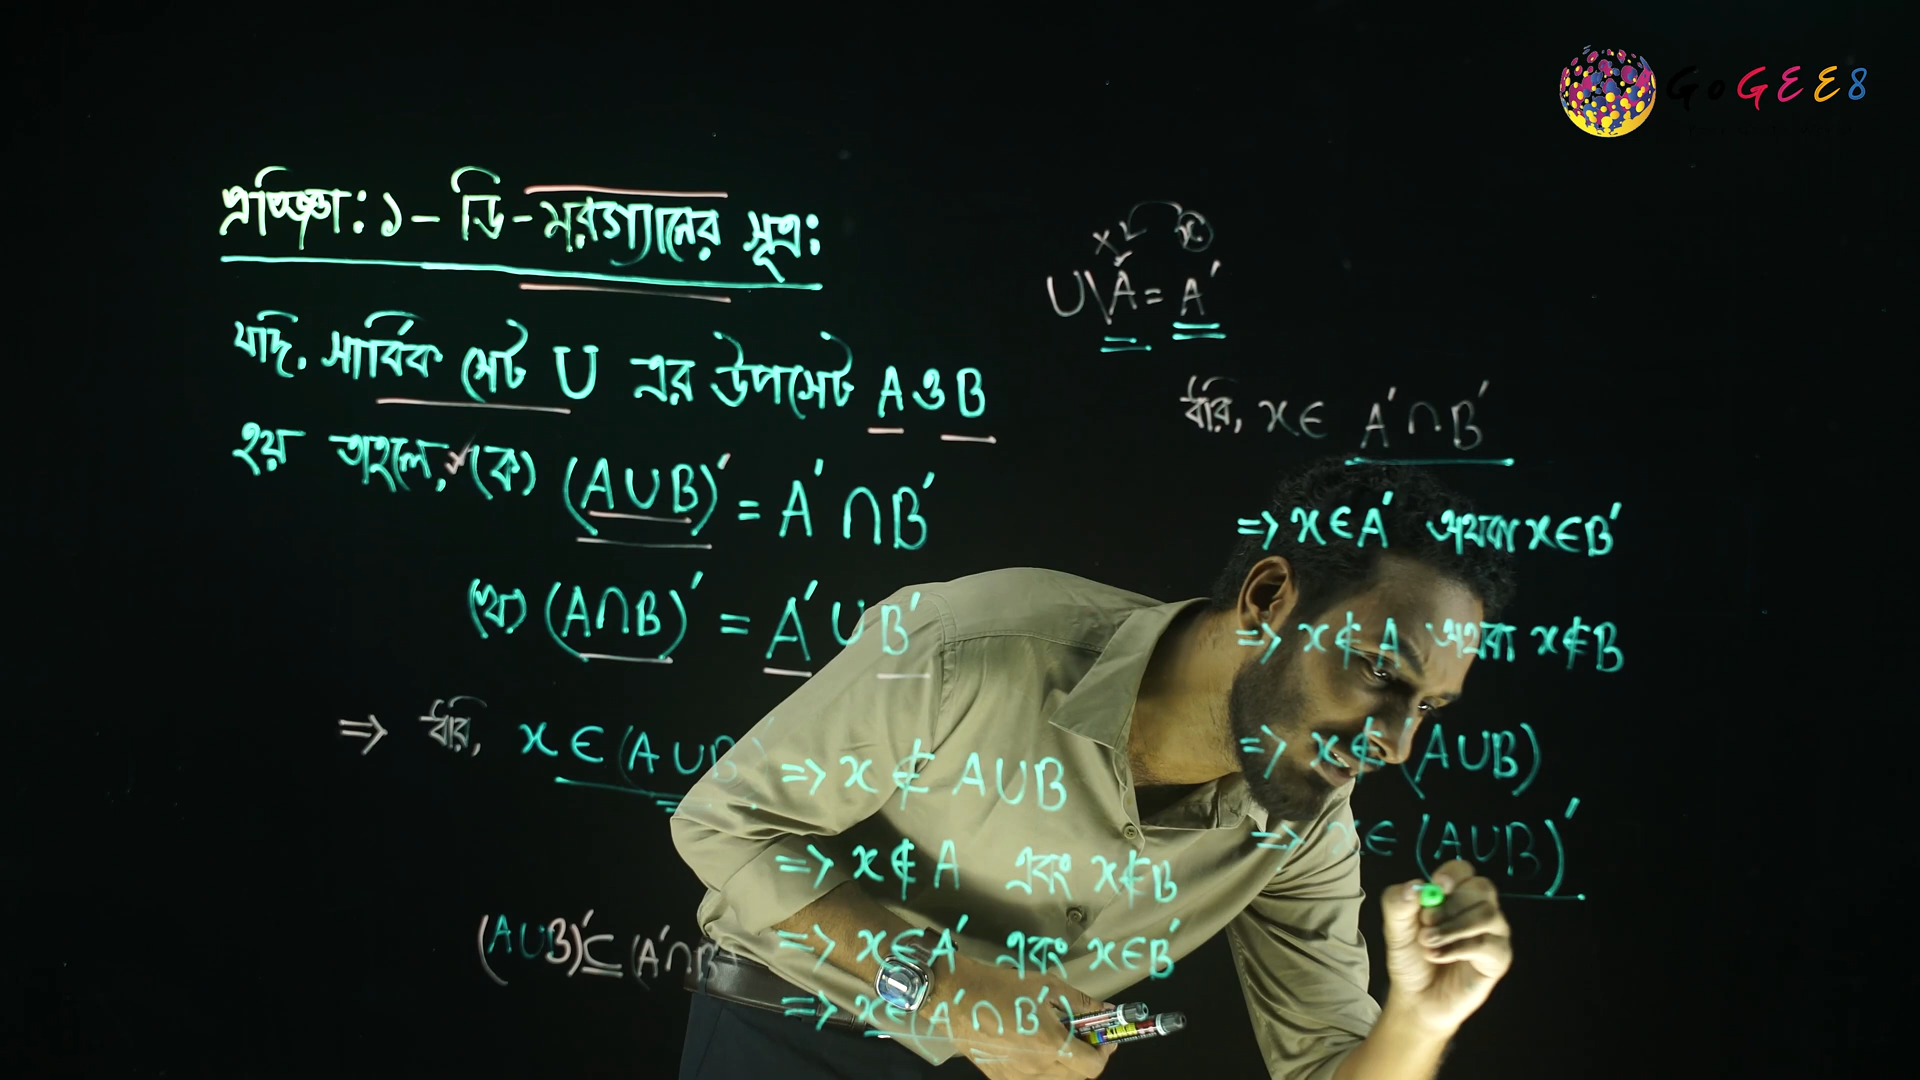 GoGEE8
প্রতিজ্ঞা: ১ - ডি-মরগ্যানের সূত্র:
যদি, সার্বিক সেট U এর উপসেট A ও B
হয় তাহলে, (ক) (A∪B)′ = A′∩B′
(খ) (A∩B)′ = A′∪B′
⇒ ধরি, x∈(A∪B)′
⇒ x∉A∪B
⇒ x∉A এবং x∉B
⇒ x∈A′ এবং x∈B′
⇒ x∈(A′∩B′)
(A∪B)′⊆(A′∩B′)
U\A = A′
ধরি, x∈ A′∩B′
⇒ x∈A′ অথবা x∈B′
⇒ x∉A অথবা x∉B
⇒ x∉(A∪B)
⇒ x∈(A∪B)′